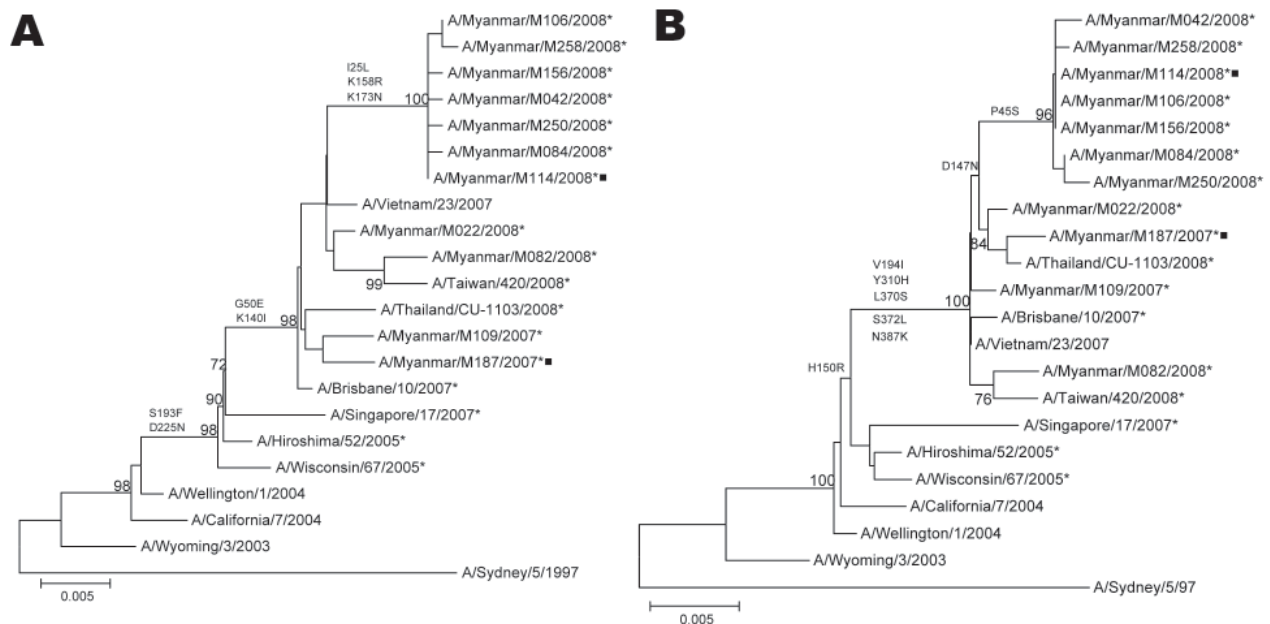 A
A/Myanmar/M106/2008*
A/Myanmar/M258/2008*
I25L
K158R
K173N
A/Myanmar/M156/2008*
100
A/Myanmar/M042/2008*
A/Myanmar/M250/2008*
A/Myanmar/M084/2008*
A/Myanmar/M114/2008*■
A/Vietnam/23/2007
A/Myanmar/M022/2008*
A/Myanmar/M082/2008*
99
A/Taiwan/420/2008*
G50E
K140I
A/Thailand/CU-1103/2008*
98
A/Myanmar/M109/2007*
A/Myanmar/M187/2007*■
72
A/Brisbane/10/2007*
90
S193F
D225N
A/Singapore/17/2007*
98
A/Hiroshima/52/2005*
A/Wisconsin/67/2005*
98
A/Wellington/1/2004
A/California/7/2004
A/Wyoming/3/2003
A/Sydney/5/1997
0.005
B
A/Myanmar/M042/2008*
A/Myanmar/M258/2008*
A/Myanmar/M114/2008*■
A/Myanmar/M106/2008*
P45S
96
A/Myanmar/M156/2008*
A/Myanmar/M084/2008*
D147N
A/Myanmar/M250/2008*
A/Myanmar/M022/2008*
84
A/Myanmar/M187/2007*■
A/Thailand/CU-1103/2008*
V194I
Y310H
L370S
S372L
N387K
A/Myanmar/M109/2007*
100
A/Brisbane/10/2007*
A/Vietnam/23/2007
H150R
A/Myanmar/M082/2008*
76
A/Taiwan/420/2008*
A/Singapore/17/2007*
A/Hiroshima/52/2005*
A/Wisconsin/67/2005*
100
A/California/7/2004
A/Wellington/1/2004
A/Wyoming/3/2003
A/Sydney/5/97
0.005